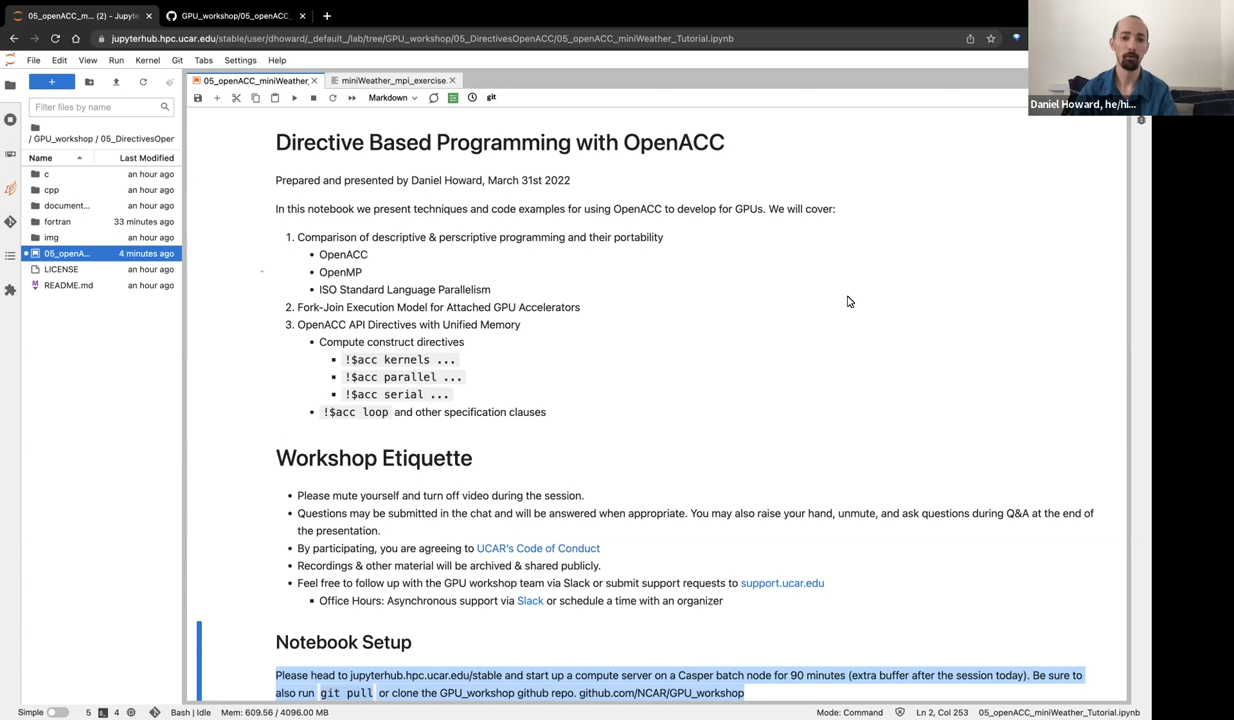 05_openACC_m... (2) - Jupyter
GPU_workshop/05_openACC_
jupyterhub.hpc.ucar.edu/stable/user/dhoward/_default_/lab/tree/GPU_workshop/05_DirectivesOpenACC/05_openACC_miniWeather_Tutorial.ipynb
Daniel Howard, he/hi...
File Edit View Run Kernel Git Tabs Settings Help
05_openACC_miniWeather_
miniWeather_mpi_exercise.
Markdown
git
Filter files by name
/ GPU_workshop / 05_DirectivesOper
Name Last Modified
c an hour ago
cpp an hour ago
document... an hour ago
fortran 33 minutes ago
img an hour ago
05_openA... 4 minutes ago
LICENSE an hour ago
README.md an hour ago
Directive Based Programming with OpenACC
Prepared and presented by Daniel Howard, March 31st 2022
In this notebook we present techniques and code examples for using OpenACC to develop for GPUs. We will cover:
1. Comparison of descriptive & perscriptive programming and their portability
• OpenACC
• OpenMP
• ISO Standard Language Parallelism
2. Fork-Join Execution Model for Attached GPU Accelerators
3. OpenACC API Directives with Unified Memory
• Compute construct directives
▪ !$acc kernels ...
▪ !$acc parallel ...
▪ !$acc serial ...
• !$acc loop and other specification clauses
Workshop Etiquette
• Please mute yourself and turn off video during the session.
• Questions may be submitted in the chat and will be answered when appropriate. You may also raise your hand, unmute, and ask questions during Q&A at the end of
the presentation.
• By participating, you are agreeing to UCAR's Code of Conduct
• Recordings & other material will be archived & shared publicly.
• Feel free to follow up with the GPU workshop team via Slack or submit support requests to support.ucar.edu
▪ Office Hours: Asynchronous support via Slack or schedule a time with an organizer
Notebook Setup
Please head to jupyterhub.hpc.ucar.edu/stable and start up a compute server on a Casper batch node for 90 minutes (extra buffer after the session today). Be sure to
also run git pull or clone the GPU_workshop github repo. github.com/NCAR/GPU_workshop
Simple 5 4 Bash | Idle Mem: 609.56 / 4096.00 MB Mode: Command Ln 2, Col 253 05_openACC_miniWeather_Tutorial.ipynb